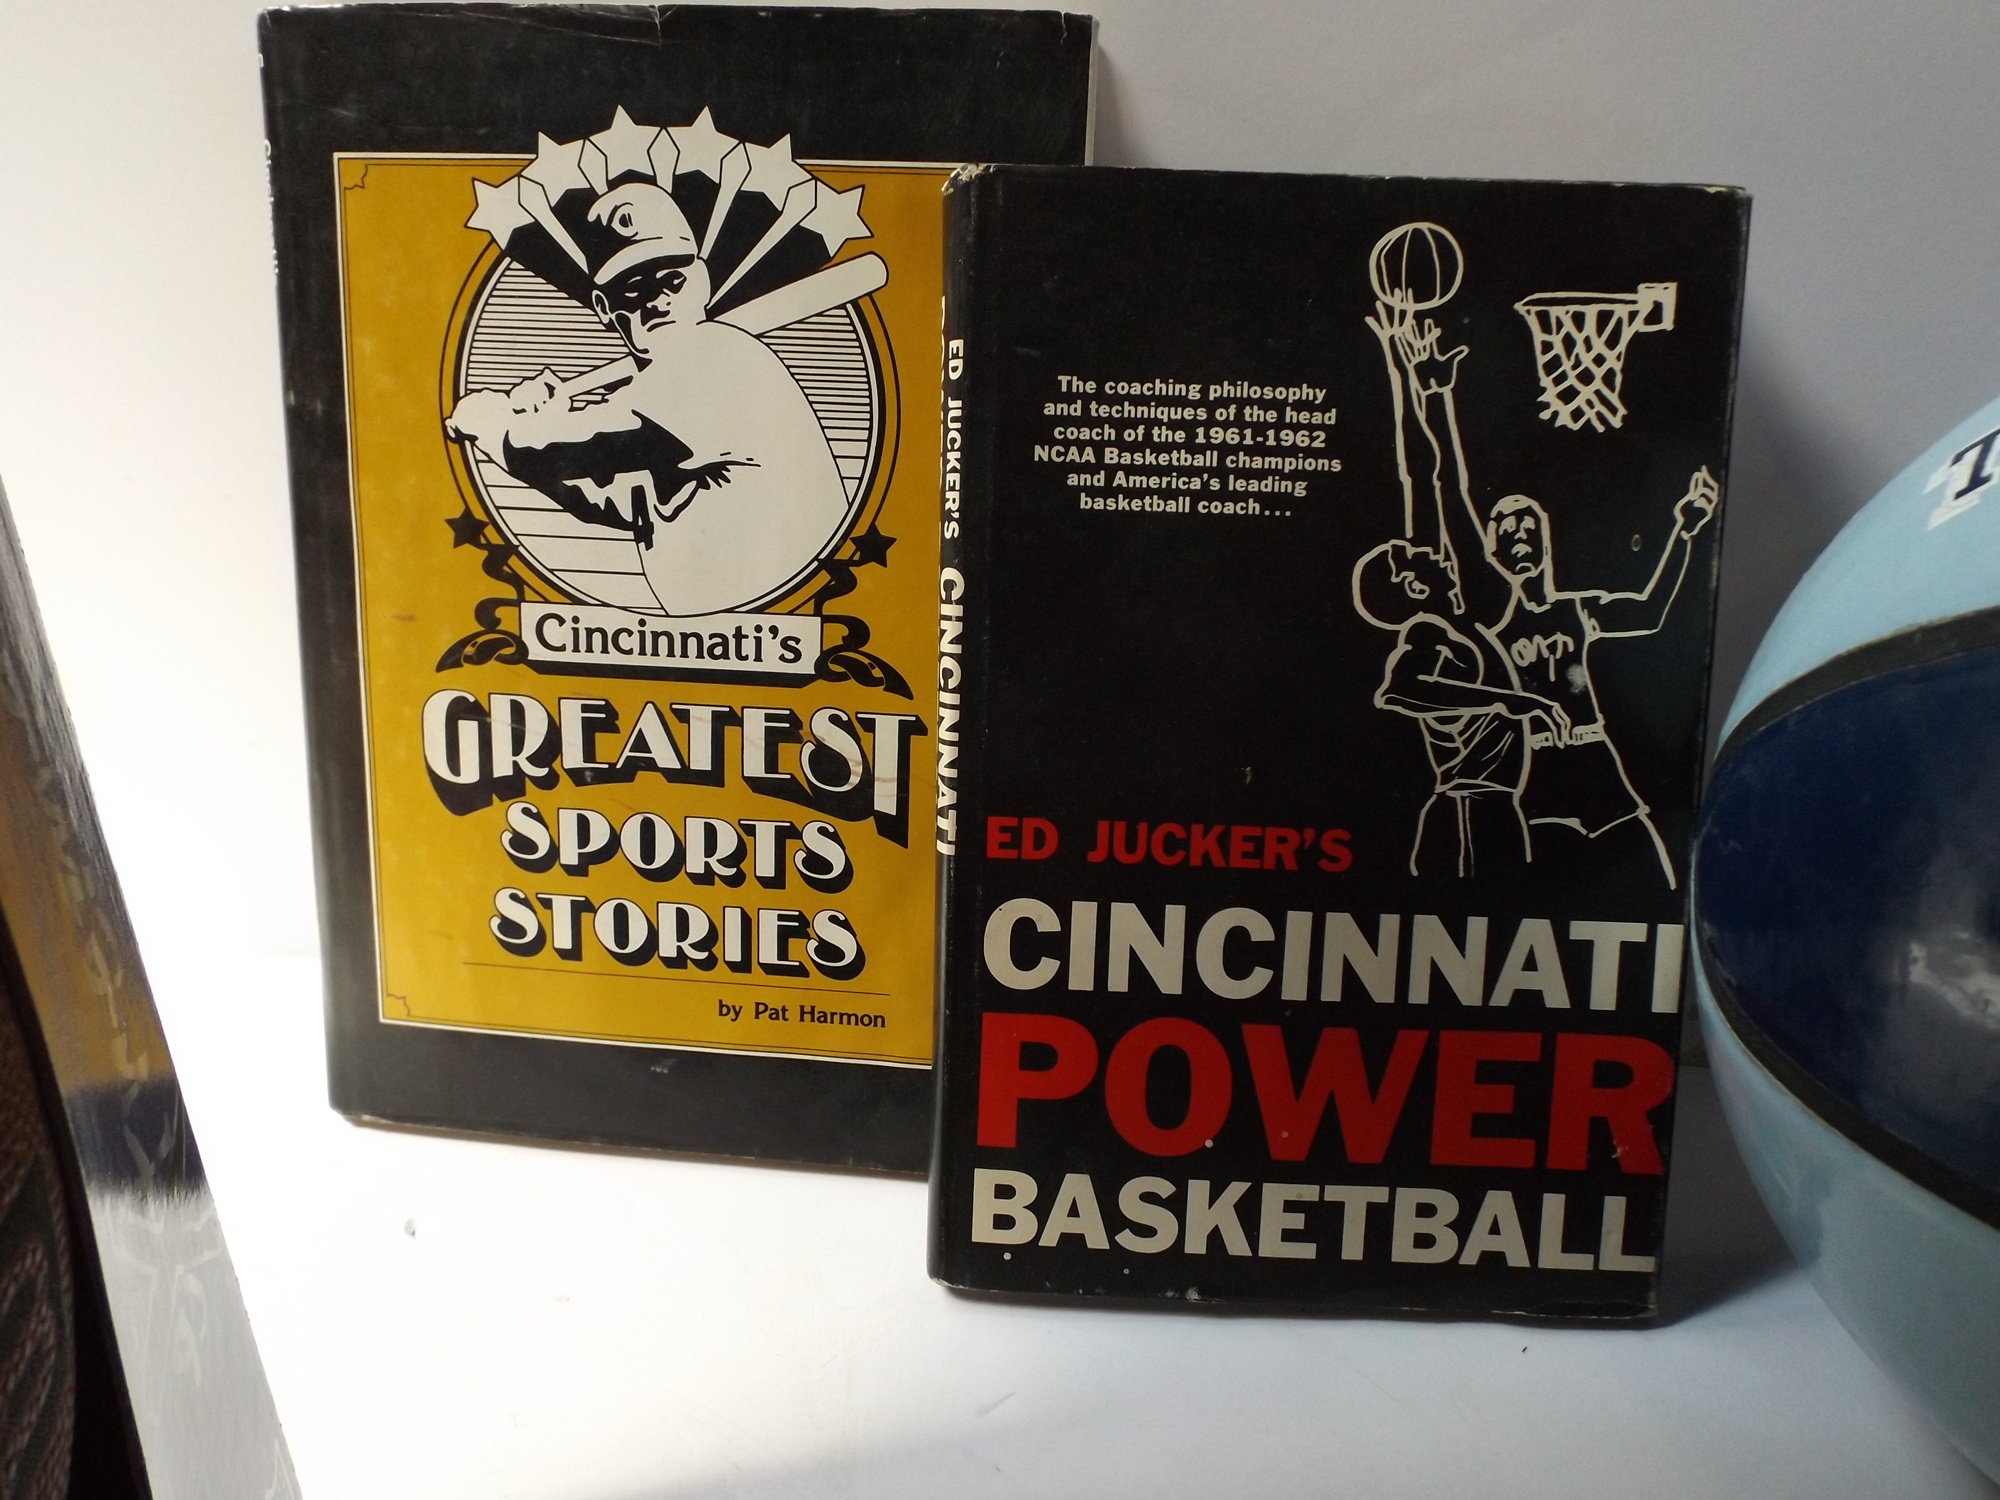 Cincinnati's
GREATEST
SPORTS
STORIES
by Pat Harmon
ED JUCKER'S CINCINNATI
The coaching philosophy
and techniques of the head
coach of the 1961-1962
NCAA Basketball champions
and America's leading
basketball coach...
ED JUCKER'S
CINCINNATI
POWER
BASKETBALL